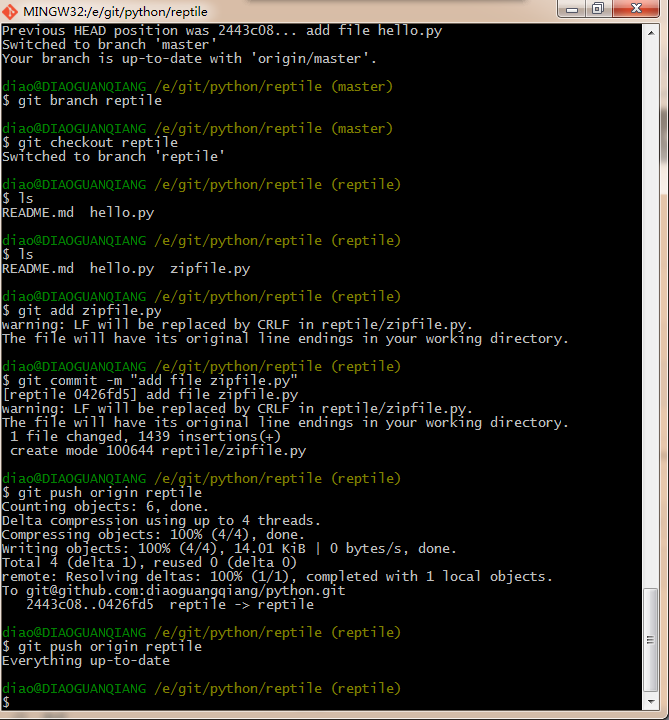 MINGW32:/e/git/python/reptile
Previous HEAD position was 2443c08... add file hello.py
Switched to branch 'master'
Your branch is up-to-date with 'origin/master'.
diao@DIAOGUANQIANG /e/git/python/reptile (master)
$ git branch reptile
diao@DIAOGUANQIANG /e/git/python/reptile (master)
$ git checkout reptile
Switched to branch 'reptile'
diao@DIAOGUANQIANG /e/git/python/reptile (reptile)
$ ls
README.md  hello.py
diao@DIAOGUANQIANG /e/git/python/reptile (reptile)
$ ls
README.md  hello.py  zipfile.py
diao@DIAOGUANQIANG /e/git/python/reptile (reptile)
$ git add zipfile.py
warning: LF will be replaced by CRLF in reptile/zipfile.py.
The file will have its original line endings in your working directory.
diao@DIAOGUANQIANG /e/git/python/reptile (reptile)
$ git commit -m "add file zipfile.py"
[reptile 0426fd5] add file zipfile.py
warning: LF will be replaced by CRLF in reptile/zipfile.py.
The file will have its original line endings in your working directory.
 1 file changed, 1439 insertions(+)
 create mode 100644 reptile/zipfile.py
diao@DIAOGUANQIANG /e/git/python/reptile (reptile)
$ git push origin reptile
Counting objects: 6, done.
Delta compression using up to 4 threads.
Compressing objects: 100% (4/4), done.
Writing objects: 100% (4/4), 14.01 KiB | 0 bytes/s, done.
Total 4 (delta 1), reused 0 (delta 0)
remote: Resolving deltas: 100% (1/1), completed with 1 local objects.
To git@github.com:diaoguangqiang/python.git
   2443c08..0426fd5  reptile -> reptile
diao@DIAOGUANQIANG /e/git/python/reptile (reptile)
$ git push origin reptile
Everything up-to-date
diao@DIAOGUANQIANG /e/git/python/reptile (reptile)
$